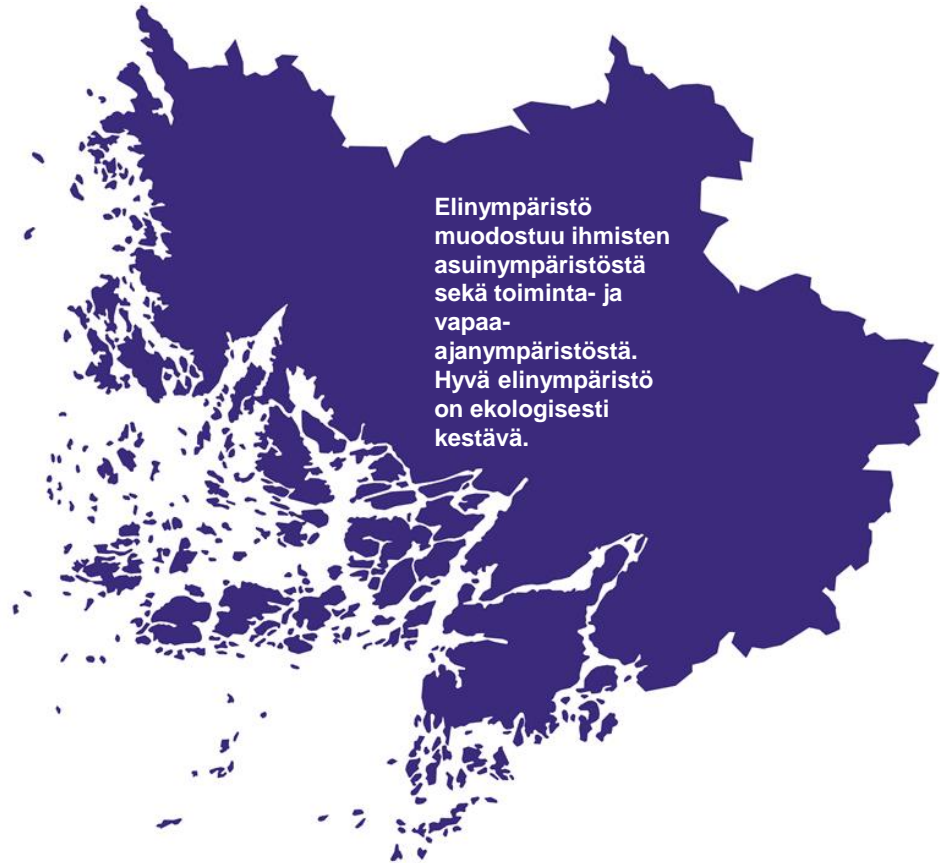 Elinympäristö
muodostuu ihmisten
asuinympäristöstä
sekä toiminta- ja
vapaa-
ajanympäristöstä.
Hyvä elinympäristö
on ekologisesti
kestävä.